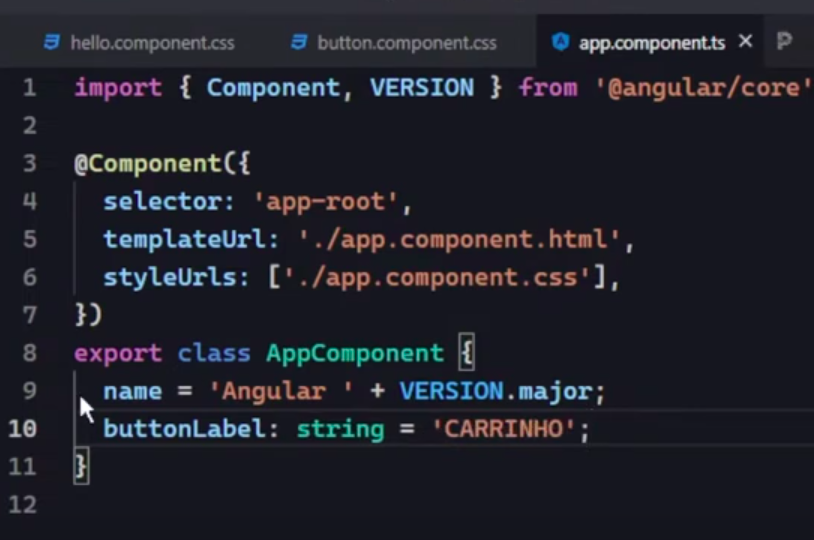 hello.component.css button.component.css app.component.ts
1 import { Component, VERSION } from '@angular/core'
2
3 @Component({
4 selector: 'app-root',
5 templateUrl: './app.component.html',
6 styleUrls: ['./app.component.css'],
7 })
8 export class AppComponent {
9 name = 'Angular ' + VERSION.major;
10 buttonLabel: string = 'CARRINHO';
11 }
12